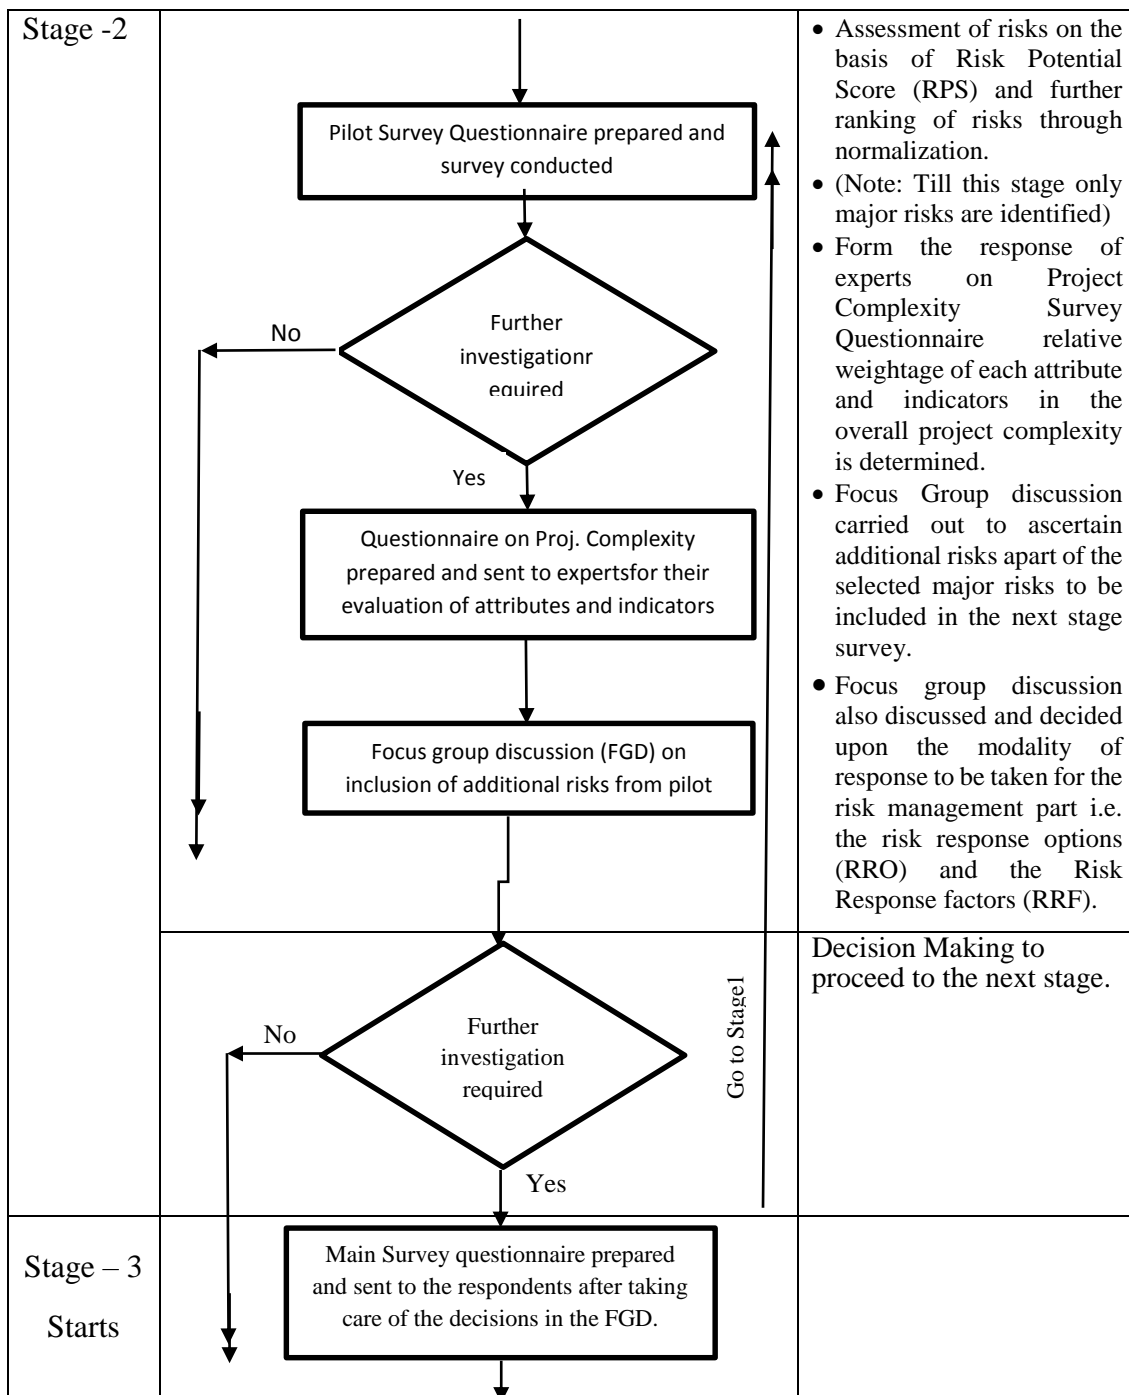 Stage -2
Pilot Survey Questionnaire prepared and
survey conducted
Further
investigationr
equired
No
Yes
Questionnaire on Proj. Complexity
prepared and sent to expertsfor their
evaluation of attributes and indicators
Focus group discussion (FGD) on
inclusion of additional risks from pilot
• Assessment of risks on the
basis of Risk Potential
Score (RPS) and further
ranking of risks through
normalization.
• (Note: Till this stage only
major risks are identified)
• Form the response of
experts on Project
Complexity Survey
Questionnaire relative
weightage of each attribute
and indicators in the
overall project complexity
is determined.
• Focus Group discussion
carried out to ascertain
additional risks apart of the
selected major risks to be
included in the next stage
survey.
• Focus group discussion
also discussed and decided
upon the modality of
response to be taken for the
risk management part i.e.
the risk response options
(RRO) and the Risk
Response factors (RRF).
Further
investigation
required
No
Yes
Go to Stage1
Decision Making to
proceed to the next stage.
Stage – 3
Starts
Main Survey questionnaire prepared
and sent to the respondents after taking
care of the decisions in the FGD.